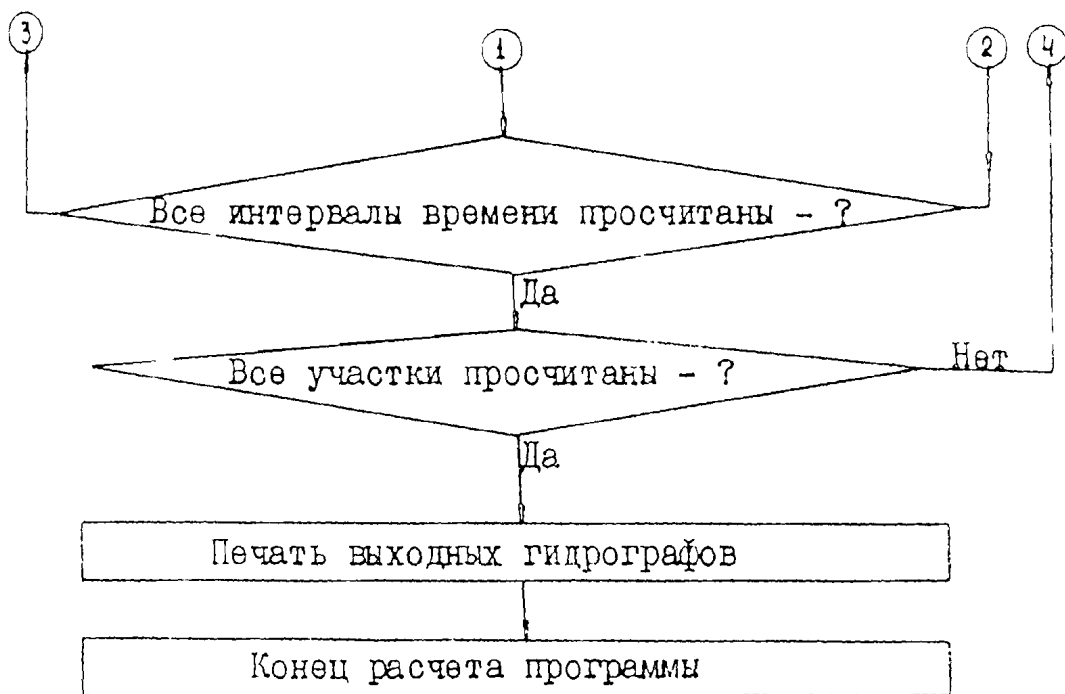 3 1 2 4
Все интервалы времени просчитаны - ?
Да
Все участки просчитаны - ?
Нет
Да
Печать выходных гидрографов
Конец расчета программы